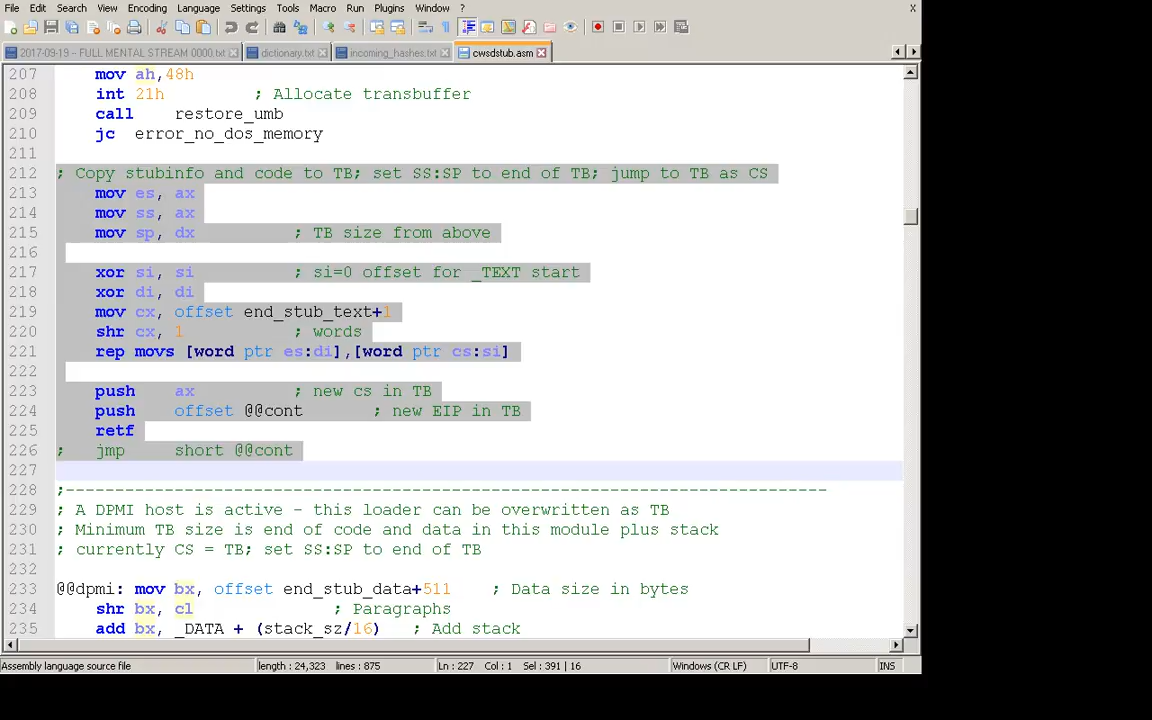 File Edit Search View Encoding Language Settings Tools Macro Run Plugins Window ? X
2017-09-19 – FULL MENTAL STREAM 0000.txt dictionary.txt incoming_hashes.txt cwsdstub.asm
207 mov ah,48h
208 int 21h ; Allocate transbuffer
209 call restore_umb
210 jc error_no_dos_memory
211
212 ; Copy stubinfo and code to TB; set SS:SP to end of TB; jump to TB as CS
213 mov es, ax
214 mov ss, ax
215 mov sp, dx ; TB size from above
216
217 xor si, si ; si=0 offset for _TEXT start
218 xor di, di
219 mov cx, offset end_stub_text+1
220 shr cx, 1 ; words
221 rep movs [word ptr es:di],[word ptr cs:si]
222
223 push ax ; new cs in TB
224 push offset @@cont ; new EIP in TB
225 retf
226 ; jmp short @@cont
227
228 ;-----------------------------------------------------------------------------
229 ; A DPMI host is active - this loader can be overwritten as TB
230 ; Minimum TB size is end of code and data in this module plus stack
231 ; currently CS = TB; set SS:SP to end of TB
232
233 @@dpmi: mov bx, offset end_stub_data+511 ; Data size in bytes
234 shr bx, cl ; Paragraphs
235 add bx, _DATA + (stack_sz/16) ; Add stack
Assembly language source file length : 24,323 lines : 875 Ln : 227 Col : 1 Sel : 391 | 16 Windows (CR LF) UTF-8 INS